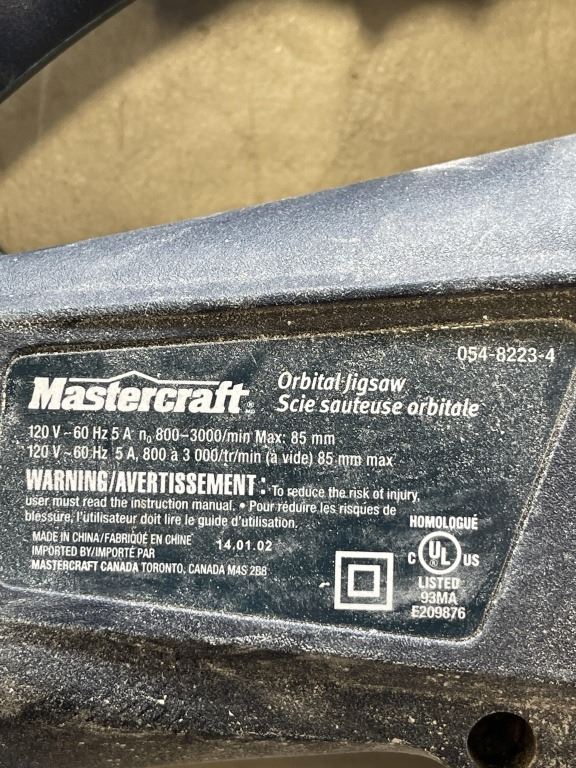 054-8223-4
Mastercraft®
Orbital Jigsaw
Scie sauteuse orbitale
120 V ~ 60 Hz 5 A n₀ 800–3000/min Max: 85 mm
120 V ~ 60 Hz 5 A, 800 à 3 000/tr/min (à vide) 85 mm max
WARNING/AVERTISSEMENT : To reduce the risk of injury,
user must read the instruction manual. • Pour réduire les risques de
blessure, l'utilisateur doit lire le guide d'utilisation.
MADE IN CHINA/FABRIQUÉ EN CHINE 14.01.02
IMPORTED BY/IMPORTÉ PAR
MASTERCRAFT CANADA TORONTO, CANADA M4S 2B8
HOMOLOGUÉ
C UL® US
LISTED
93MA
E209876